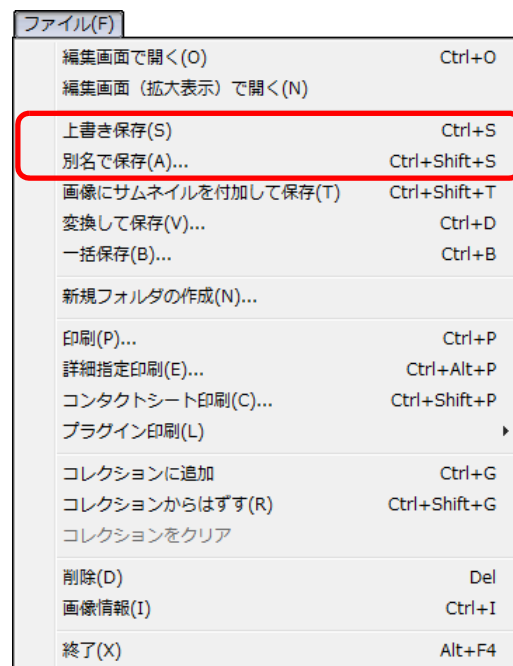 ファイル(F)
編集画面で開く(O) Ctrl+O
編集画面（拡大表示）で開く(N)
上書き保存(S) Ctrl+S
別名で保存(A)... Ctrl+Shift+S
画像にサムネイルを付加して保存(T) Ctrl+Shift+T
変換して保存(V)... Ctrl+D
一括保存(B)... Ctrl+B
新規フォルダの作成(N)...
印刷(P)... Ctrl+P
詳細指定印刷(E)... Ctrl+Alt+P
コンタクトシート印刷(C)... Ctrl+Shift+P
プラグイン印刷(L)
コレクションに追加 Ctrl+G
コレクションからはずす(R) Ctrl+Shift+G
コレクションをクリア
削除(D) Del
画像情報(I) Ctrl+I
終了(X) Alt+F4